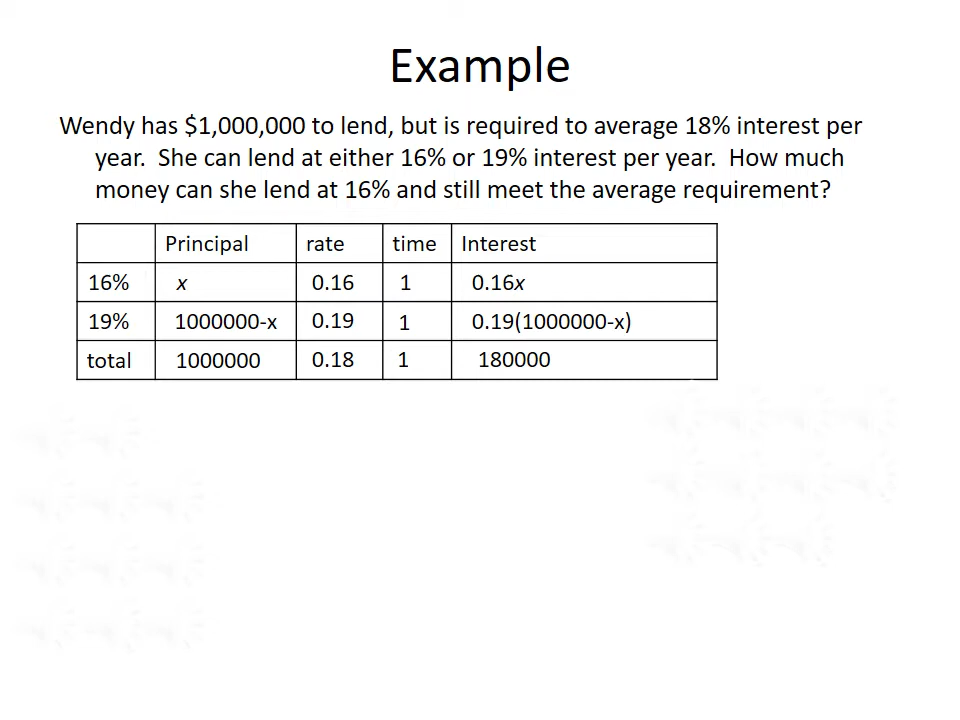 Example
Wendy has $1,000,000 to lend, but is required to average 18% interest per
year. She can lend at either 16% or 19% interest per year. How much
money can she lend at 16% and still meet the average requirement?
Principal rate time Interest
16% x 0.16 1 0.16x
19% 1000000-x 0.19 1 0.19(1000000-x)
total 1000000 0.18 1 180000